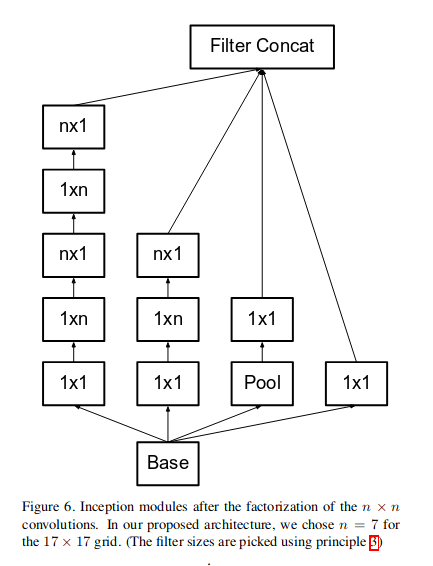 Filter Concat
nx1
1xn
nx1
nx1
1xn
1xn
1x1
1x1
1x1
Pool
1x1
Base
Figure 6. Inception modules after the factorization of the n × n
convolutions. In our proposed architecture, we chose n = 7 for
the 17 × 17 grid. (The filter sizes are picked using principle 3)